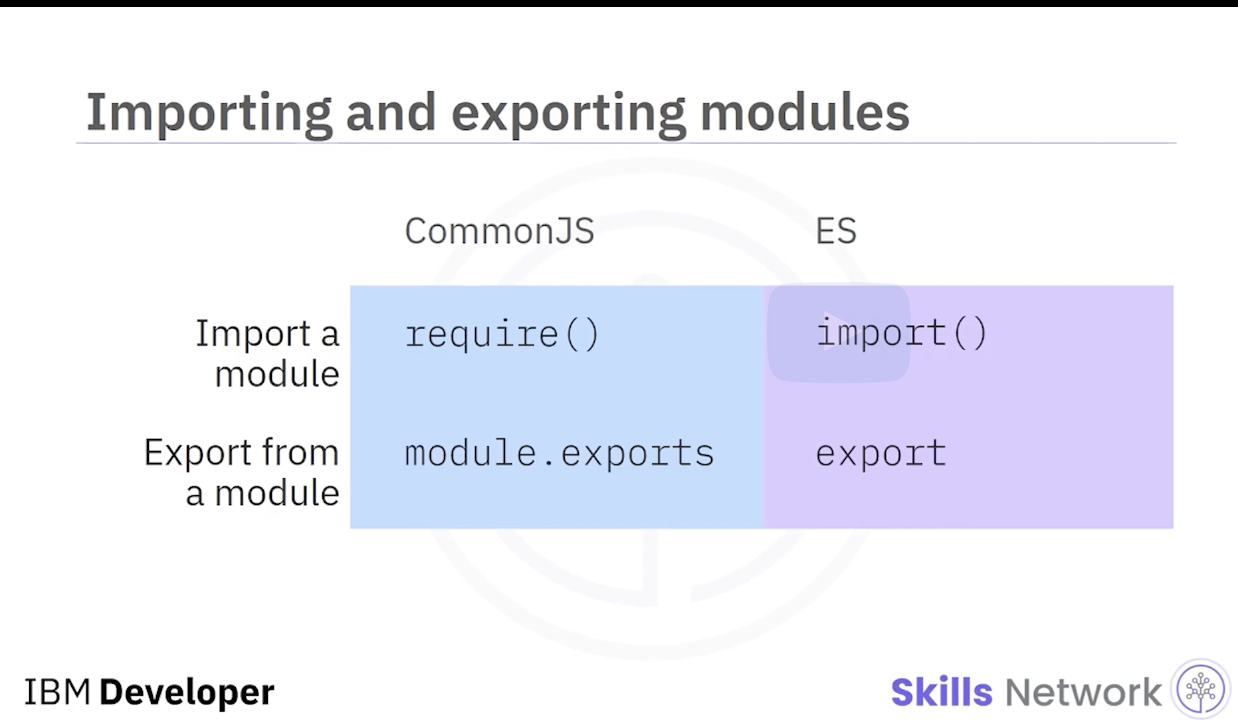 Importing and exporting modules
CommonJS
ES
Import a
module
require()
import()
Export from
a module
module.exports
export
IBM Developer
Skills Network